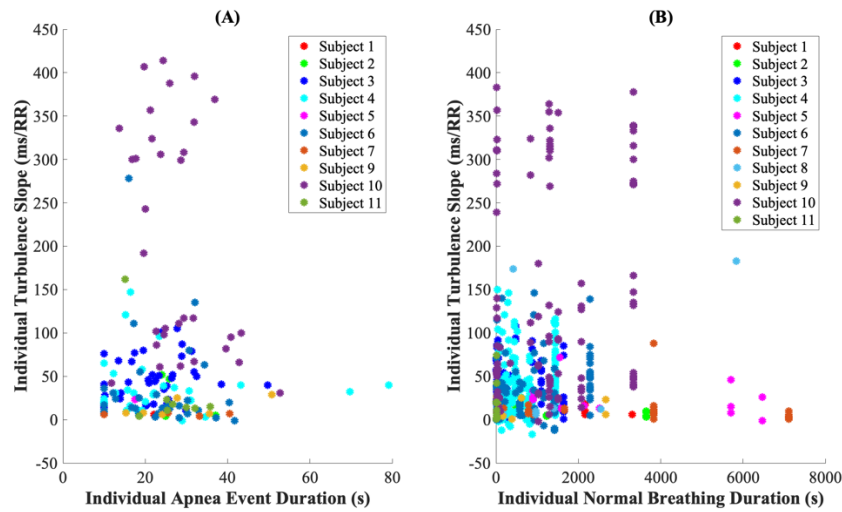 (A)
450
400
350
300
250
200
150
100
50
0
-50
Individual Turbulence Slope (ms/RR)
0
20
40
60
80
Individual Apnea Event Duration (s)
Subject 1
Subject 2
Subject 3
Subject 4
Subject 5
Subject 6
Subject 7
Subject 9
Subject 10
Subject 11
(B)
450
400
350
300
250
200
150
100
50
0
-50
Individual Turbulence Slope (ms/RR)
0
2000
4000
6000
8000
Individual Normal Breathing Duration (s)
Subject 1
Subject 2
Subject 3
Subject 4
Subject 5
Subject 6
Subject 7
Subject 8
Subject 9
Subject 10
Subject 11